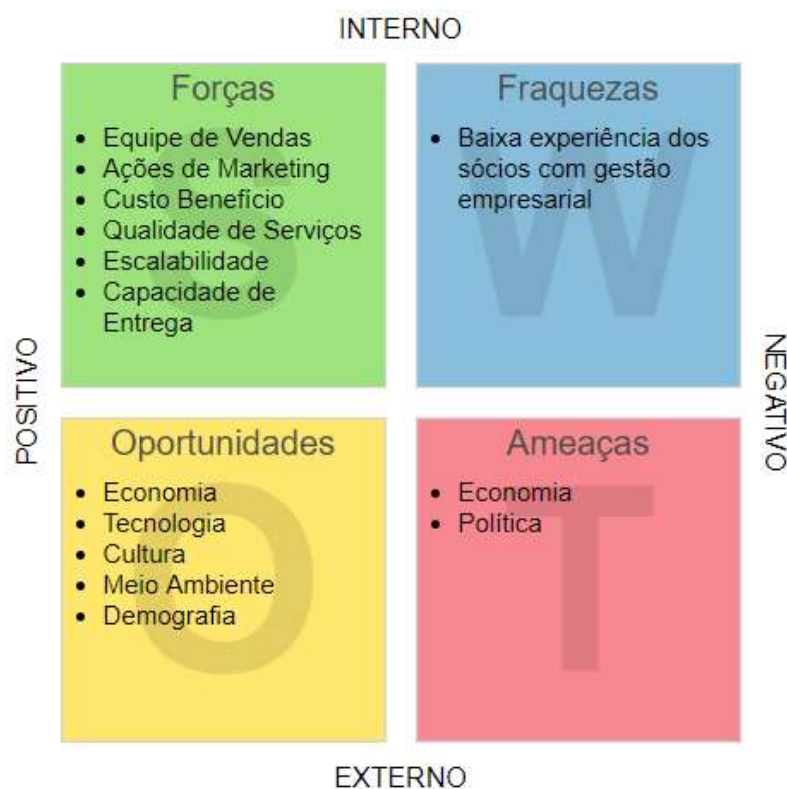 INTERNO
Forças
• Equipe de Vendas
• Ações de Marketing
• Custo Benefício
• Qualidade de Serviços
• Escalabilidade
• Capacidade de
Entrega
S
Fraquezas
• Baixa experiência dos
sócios com gestão
empresarial
W
POSITIVO
NEGATIVO
Oportunidades
• Economia
• Tecnologia
• Cultura
• Meio Ambiente
• Demografia
O
Ameaças
• Economia
• Política
T
EXTERNO